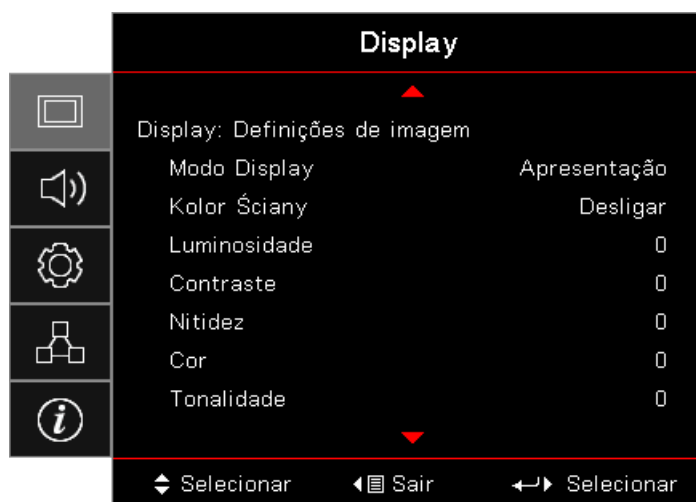 Display
Display: Definições de imagem
Modo Display Apresentação
Kolor Ściany Desligar
Luminosidade 0
Contraste 0
Nitidez 0
Cor 0
Tonalidade 0
Selecionar Sair Selecionar